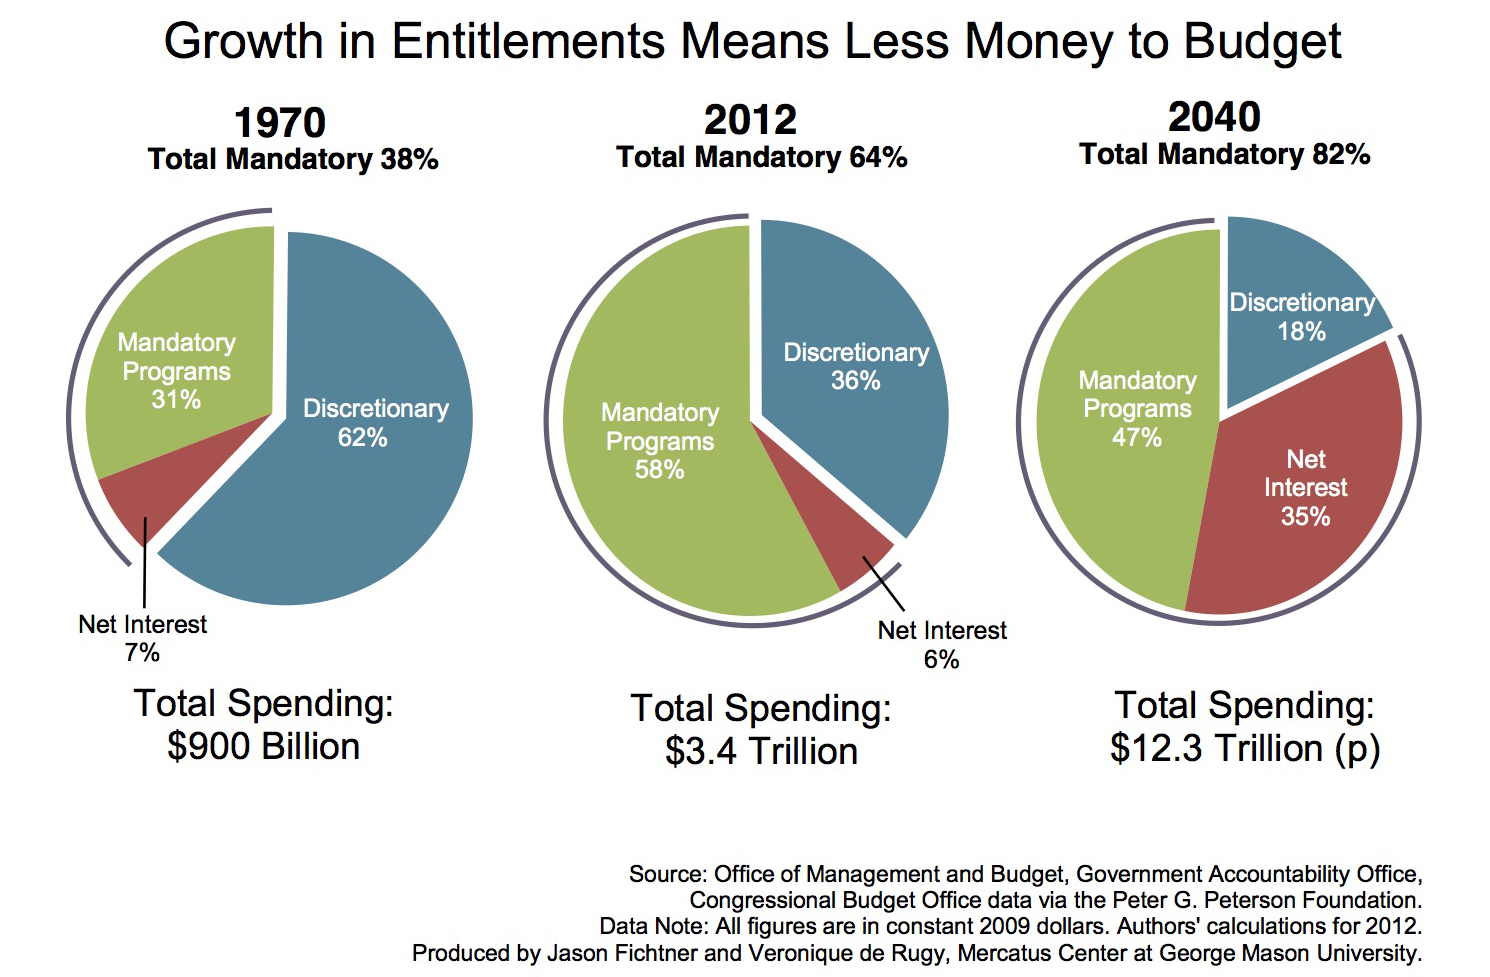 Growth in Entitlements Means Less Money to Budget
1970
Total Mandatory 38%
Mandatory
Programs
31%
Discretionary
62%
Net Interest
7%
Total Spending:
$900 Billion
2012
Total Mandatory 64%
Discretionary
36%
Mandatory
Programs
58%
Net Interest
6%
Total Spending:
$3.4 Trillion
2040
Total Mandatory 82%
Discretionary
18%
Mandatory
Programs
47%
Net
Interest
35%
Total Spending:
$12.3 Trillion (p)
Source: Office of Management and Budget, Government Accountability Office,
Congressional Budget Office data via the Peter G. Peterson Foundation.
Data Note: All figures are in constant 2009 dollars. Authors' calculations for 2012.
Produced by Jason Fichtner and Veronique de Rugy, Mercatus Center at George Mason University.